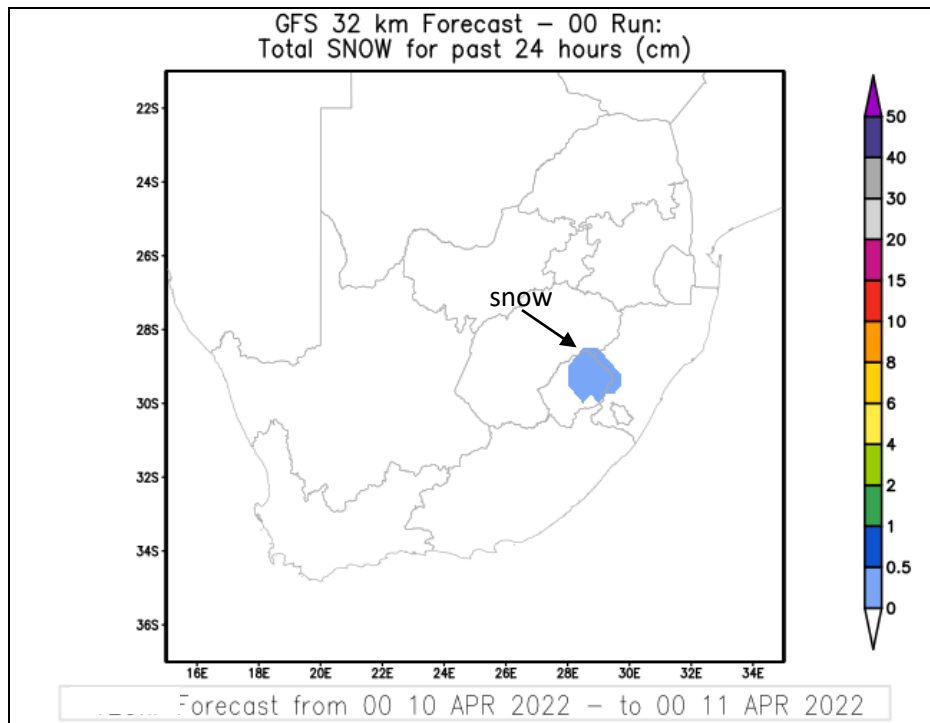 GFS 32 km Forecast – 00 Run:
Total SNOW for past 24 hours (cm)
22S
24S
26S
28S
30S
32S
34S
36S
16E
18E
20E
22E
24E
26E
28E
30E
32E
34E
snow
50
40
30
20
15
10
8
6
4
2
1
0.5
0
Forecast from 00 10 APR 2022 – to 00 11 APR 2022